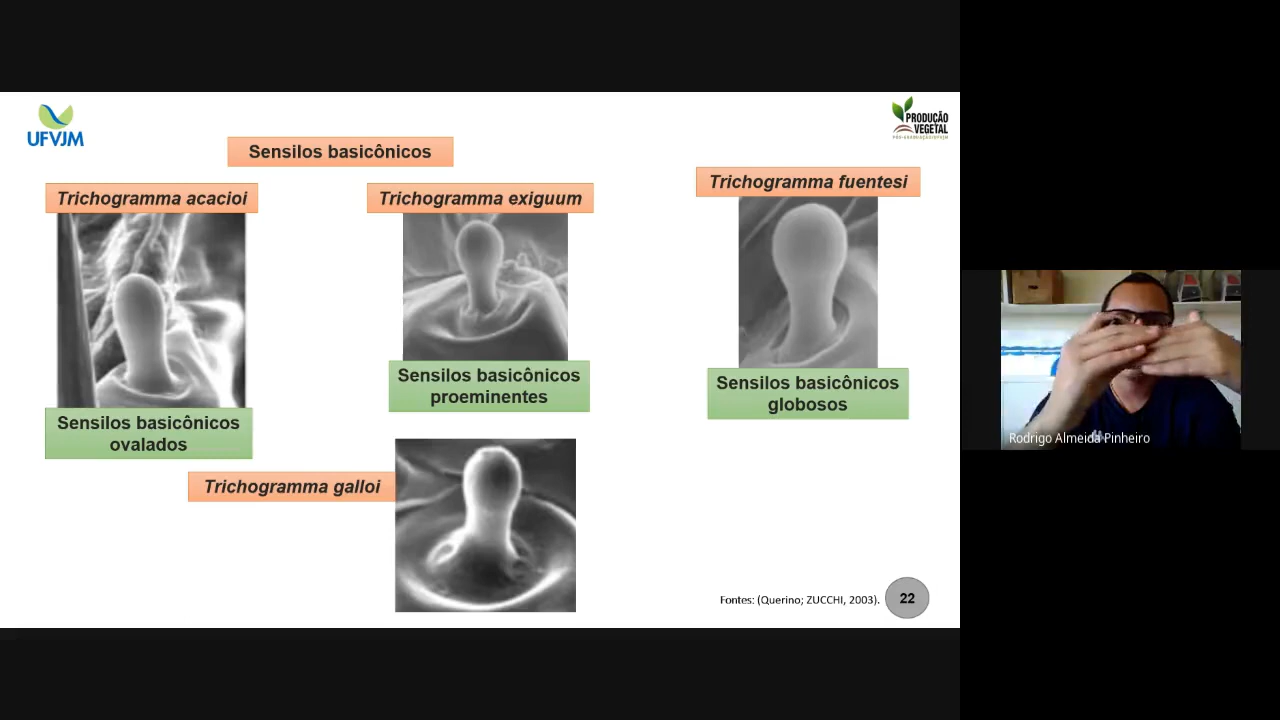 UFVJM
PRODUÇÃO
VEGETAL
Sensilos basicônicos
Trichogramma acacioi
Trichogramma exiguum
Trichogramma fuentesi
Sensilos basicônicos
ovalados
Sensilos basicônicos
proeminentes
Sensilos basicônicos
globosos
Trichogramma galloi
Fontes: (Querino; ZUCCHI, 2003).
22
Rodrigo Almeida Pinheiro